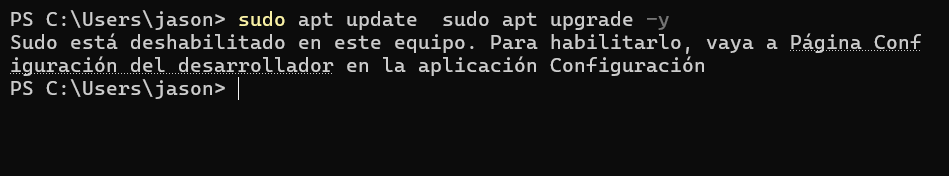 PS C:\Users\jason> sudo apt update  sudo apt upgrade -y
Sudo está deshabilitado en este equipo. Para habilitarlo, vaya a Página Conf
iguración del desarrollador en la aplicación Configuración
PS C:\Users\jason>